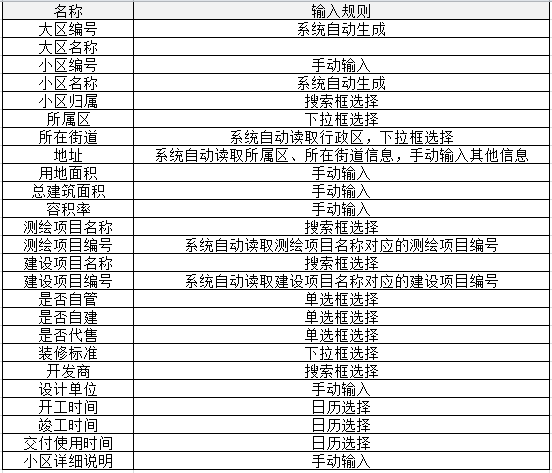 名称 输入规则
大区编号 系统自动生成
大区名称
小区编号 手动输入
小区名称 系统自动生成
小区归属 搜索框选择
所属区 下拉框选择
所在街道 系统自动读取行政区，下拉框选择
地址 系统自动读取所属区、所在街道信息，手动输入其他信息
用地面积 手动输入
总建筑面积 手动输入
容积率 手动输入
测绘项目名称 搜索框选择
测绘项目编号 系统自动读取测绘项目名称对应的测绘项目编号
建设项目名称 搜索框选择
建设项目编号 系统自动读取建设项目名称对应的建设项目编号
是否自管 单选框选择
是否自建 单选框选择
是否代售 单选框选择
装修标准 下拉框选择
开发商 搜索框选择
设计单位 手动输入
开工时间 日历选择
竣工时间 日历选择
交付使用时间 日历选择
小区详细说明 手动输入